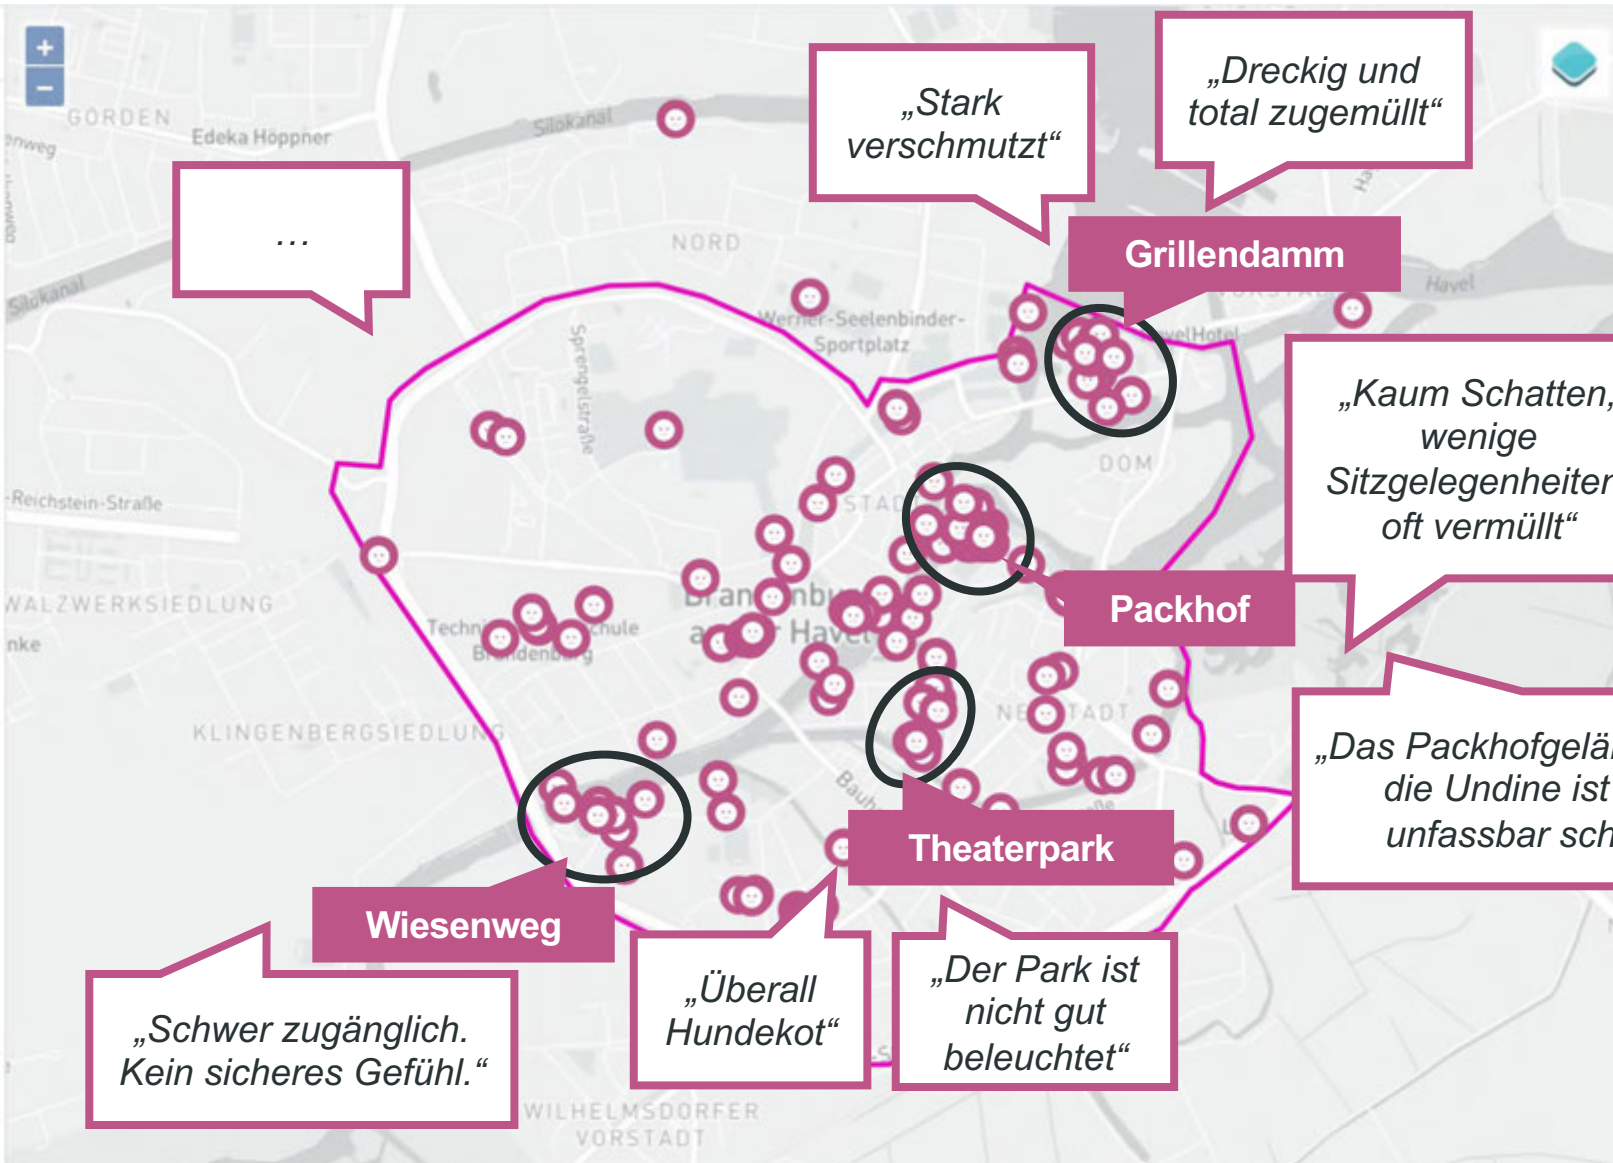 +
−
GÖRDEN
Edeka Höppner
Silokanal
„Stark
verschmutzt“
„Dreckig und
total zugemüllt“
…
NORD
Silokanal
Grillendamm
Havel
Werner-Seelenbinder-
Sportplatz
Sprengelstraße
„Kaum Schatten,
wenige
Sitzgelegenheiten
oft vermüllt“
DOM
-Reichstein-Straße
WALZWERKSIEDLUNG
Packhof
KLINGENBERGSIEDLUNG
„Das Packhofgelä
die Undine ist
unfassbar sch
Theaterpark
Wiesenweg
„Schwer zugänglich.
Kein sicheres Gefühl.“
„Überall
Hundekot“
„Der Park ist
nicht gut
beleuchtet“
WILHELMSDORFER
VORSTADT